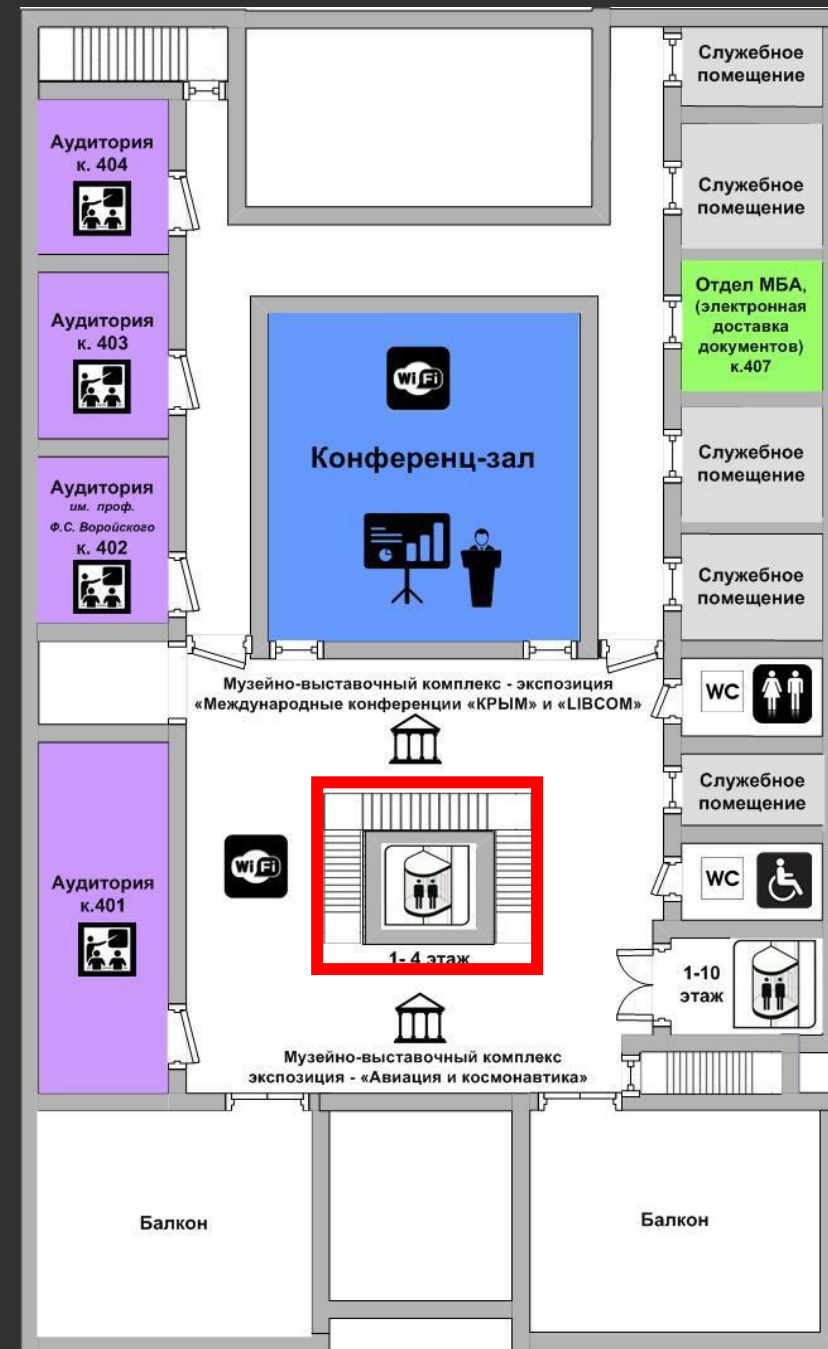 Служебное
помещение
Аудитория
к. 404
Служебное
помещение
Отдел МБА,
(электронная
доставка
документов)
к.407
Аудитория
к. 403
WiFi
Конференц-зал
Служебное
помещение
Аудитория
им. проф.
Ф.С. Воройского
к. 402
Служебное
помещение
Музейно-выставочный комплекс - экспозиция
«Международные конференции «КРЫМ» и «LIBCOM»
WC
Служебное
помещение
WiFi
Аудитория
к.401
WC
1- 4 этаж
1-10
этаж
Музейно-выставочный комплекс
экспозиция - «Авиация и космонавтика»
Балкон
Балкон